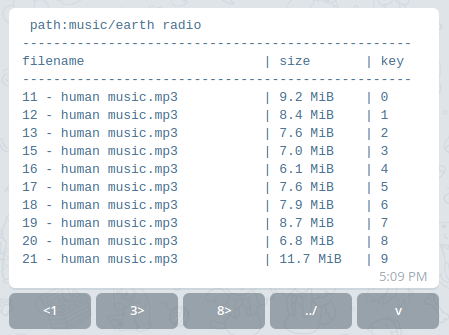 path:music/earth radio
--------------------------------------------------
filename | size | key
--------------------------------------------------
11 - human music.mp3 | 9.2 MiB | 0
12 - human music.mp3 | 8.4 MiB | 1
13 - human music.mp3 | 7.6 MiB | 2
15 - human music.mp3 | 7.0 MiB | 3
16 - human music.mp3 | 6.1 MiB | 4
17 - human music.mp3 | 7.6 MiB | 5
18 - human music.mp3 | 7.9 MiB | 6
19 - human music.mp3 | 8.7 MiB | 7
20 - human music.mp3 | 6.8 MiB | 8
21 - human music.mp3 | 11.7 MiB | 9
5:09 PM
<1 3> 8> ../ v